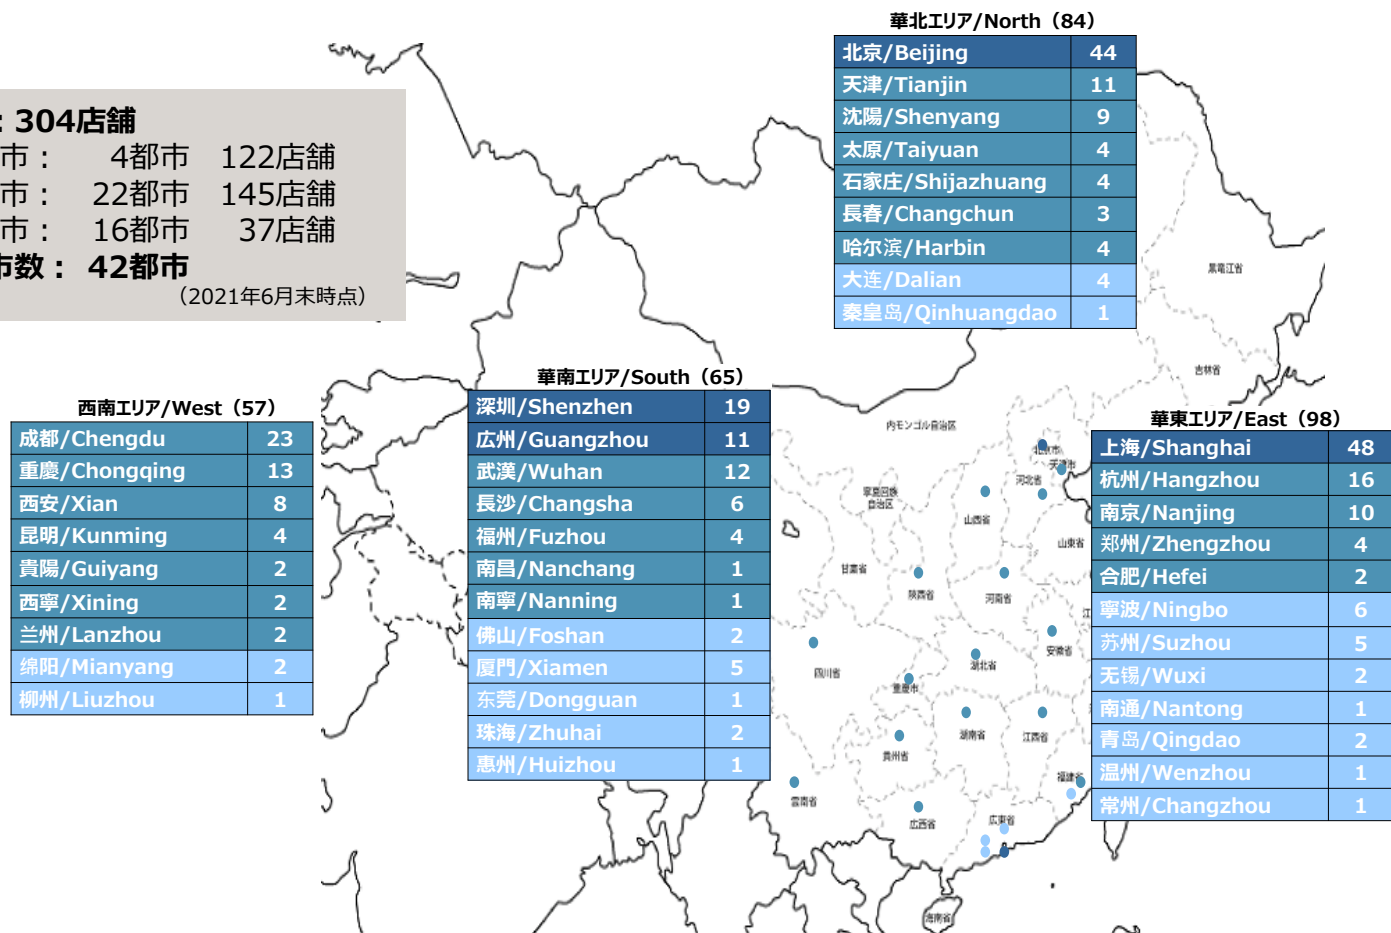 華北エリア/North（84）
北京/Beijing 44
天津/Tianjin 11
沈陽/Shenyang 9
太原/Taiyuan 4
石家庄/Shijazhuang 4
長春/Changchun 3
哈尔滨/Harbin 4
大连/Dalian 4
秦皇岛/Qinhuangdao 1
：304店舗
市： 4都市 122店舗
市： 22都市 145店舗
市： 16都市 37店舗
市数： 42都市
（2021年6月末時点）
西南エリア/West（57）
成都/Chengdu 23
重慶/Chongqing 13
西安/Xian 8
昆明/Kunming 4
貴陽/Guiyang 2
西寧/Xining 2
兰州/Lanzhou 2
绵阳/Mianyang 2
柳州/Liuzhou 1
華南エリア/South（65）
深圳/Shenzhen 19
広州/Guangzhou 11
武漢/Wuhan 12
長沙/Changsha 6
福州/Fuzhou 4
南昌/Nanchang 1
南寧/Nanning 1
佛山/Foshan 2
厦門/Xiamen 5
东莞/Dongguan 1
珠海/Zhuhai 2
惠州/Huizhou 1
華東エリア/East（98）
上海/Shanghai 48
杭州/Hangzhou 16
南京/Nanjing 10
郑州/Zhengzhou 4
合肥/Hefei 2
寧波/Ningbo 6
苏州/Suzhou 5
无锡/Wuxi 2
南通/Nantong 1
青岛/Qingdao 2
温州/Wenzhou 1
常州/Changzhou 1
黒竜江省
吉林省
内モンゴル自治区
北京市
天津市
河北省
寧夏回族
自治区
山西省
山東省
甘粛省
陝西省
河南省
安徽省
湖北省
四川省
重慶市
湖南省
江西省
貴州省
福建省
雲南省
広西省
広東省
海南省